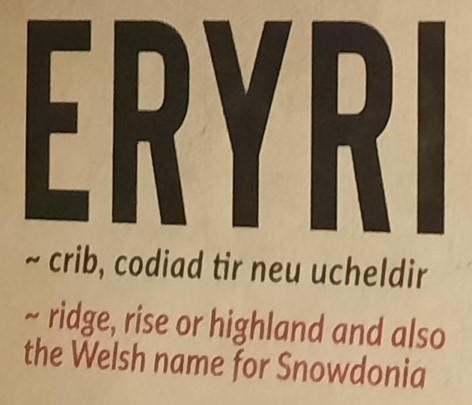 ERYRI
~ crib, codiad tir neu ucheldir
~ ridge, rise or highland and also
the Welsh name for Snowdonia